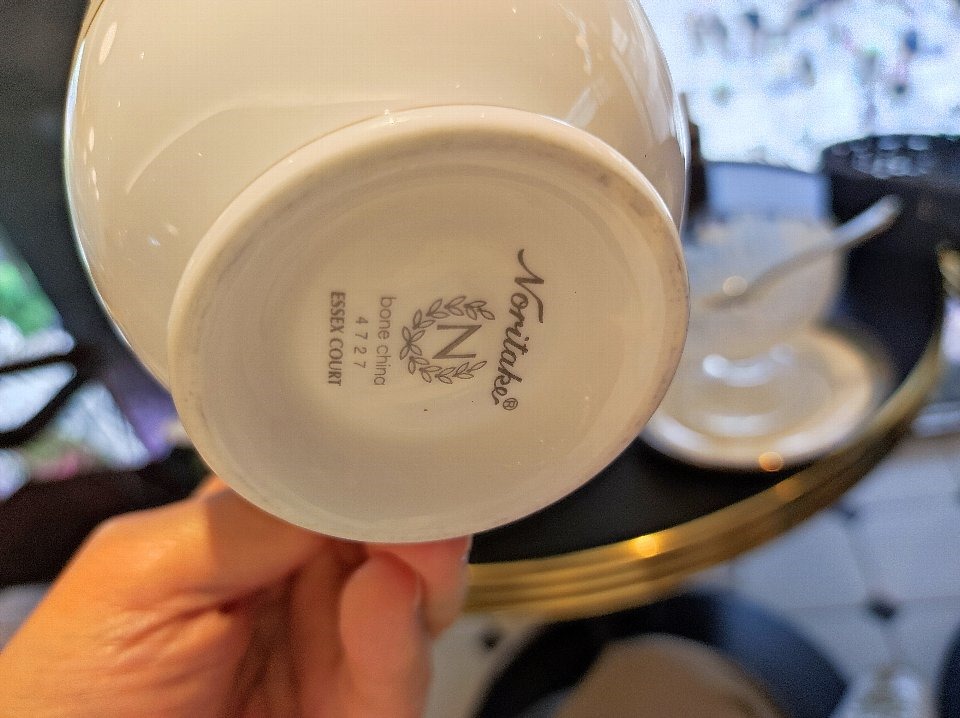 Noritake®
N
bone china
4727
ESSEX COURT